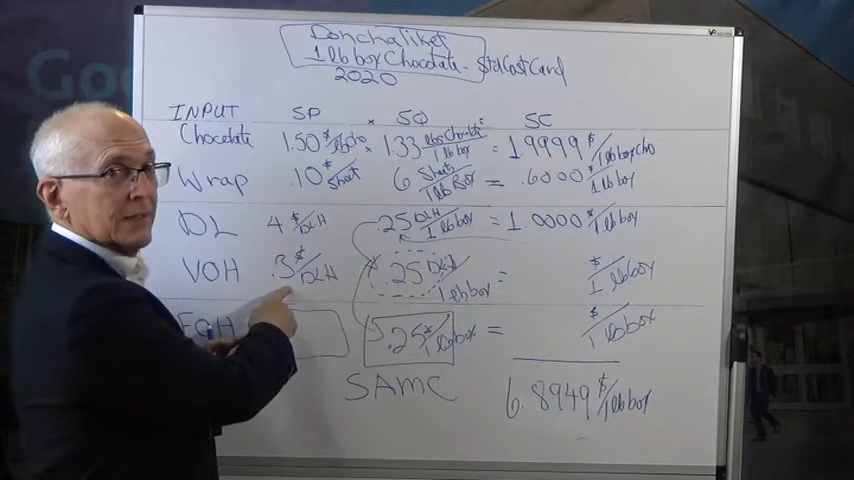 Donchaliket
1 lb box Chocolate - Std Cost Card
2020
INPUT SP × SQ SC
Chocolate 1.50 $/lb cho × 1.33 lbs chocolate/1 lb box = 1.9999 $/1 lb box cho
Wrap .10 $/sheet 6 sheets/1 lb box = .6000 $/1 lb box
DL 4 $/DLH .25 DLH/1 lb box = 1.0000 $/1 lb box
VOH .3 $/DLH .25 DLH/1 lb box = $/1 lb box
FOH .25 /1 lb box = $/1 lb box
SAMC 6.8949 $/1 lb box
Goo